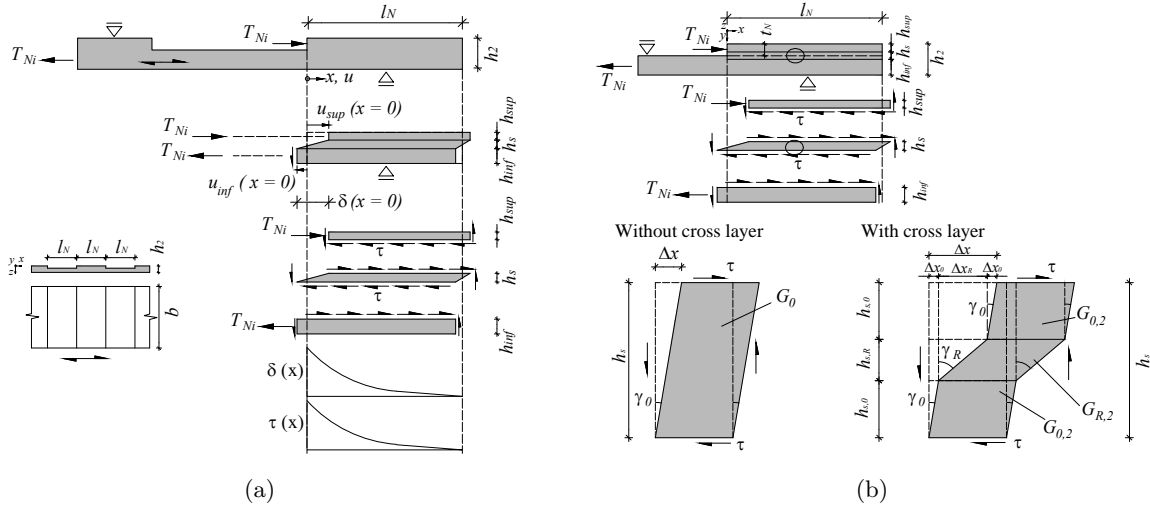 l_N
T_Ni
T_Ni
h_2
x, u
u_sup (x = 0)
T_Ni
T_Ni
h_sup
h_s
h_inf
u_inf (x = 0)
δ (x = 0)
T_Ni
h_sup
τ
l_N l_N l_N
h_2
y x
z
h_s
τ
b
T_Ni
h_inf
δ (x)
τ (x)
(a)
l_N
t_N
T_Ni
T_Ni
h_sup
h_s
h_inf
h_2
T_Ni
h_sup
τ
h_s
τ
T_Ni
h_inf
Without cross layer
Δx
τ
G_0
h_s
γ_0
τ
With cross layer
Δx
Δx_0 Δx_R Δx_0
τ
h_s,0
γ_0
G_0,2
h_s,R
γ_R
h_s
G_R,2
h_s,0
γ_0
G_0,2
τ
(b)